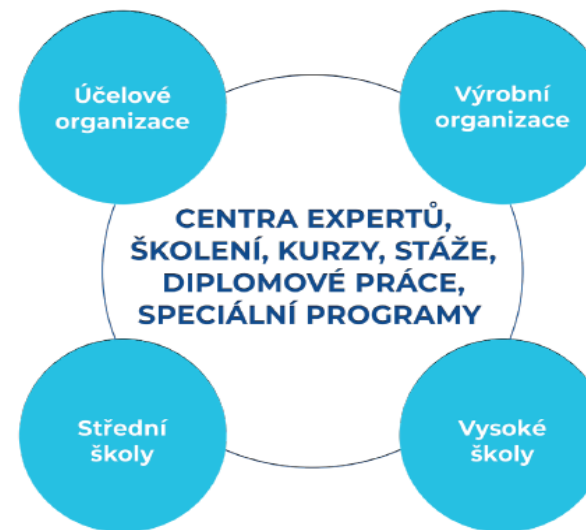 Účelové
organizace
Výrobní
organizace
CENTRA EXPERTŮ,
ŠKOLENÍ, KURZY, STÁŽE,
DIPLOMOVÉ PRÁCE,
SPECIÁLNÍ PROGRAMY
Střední
školy
Vysoké
školy